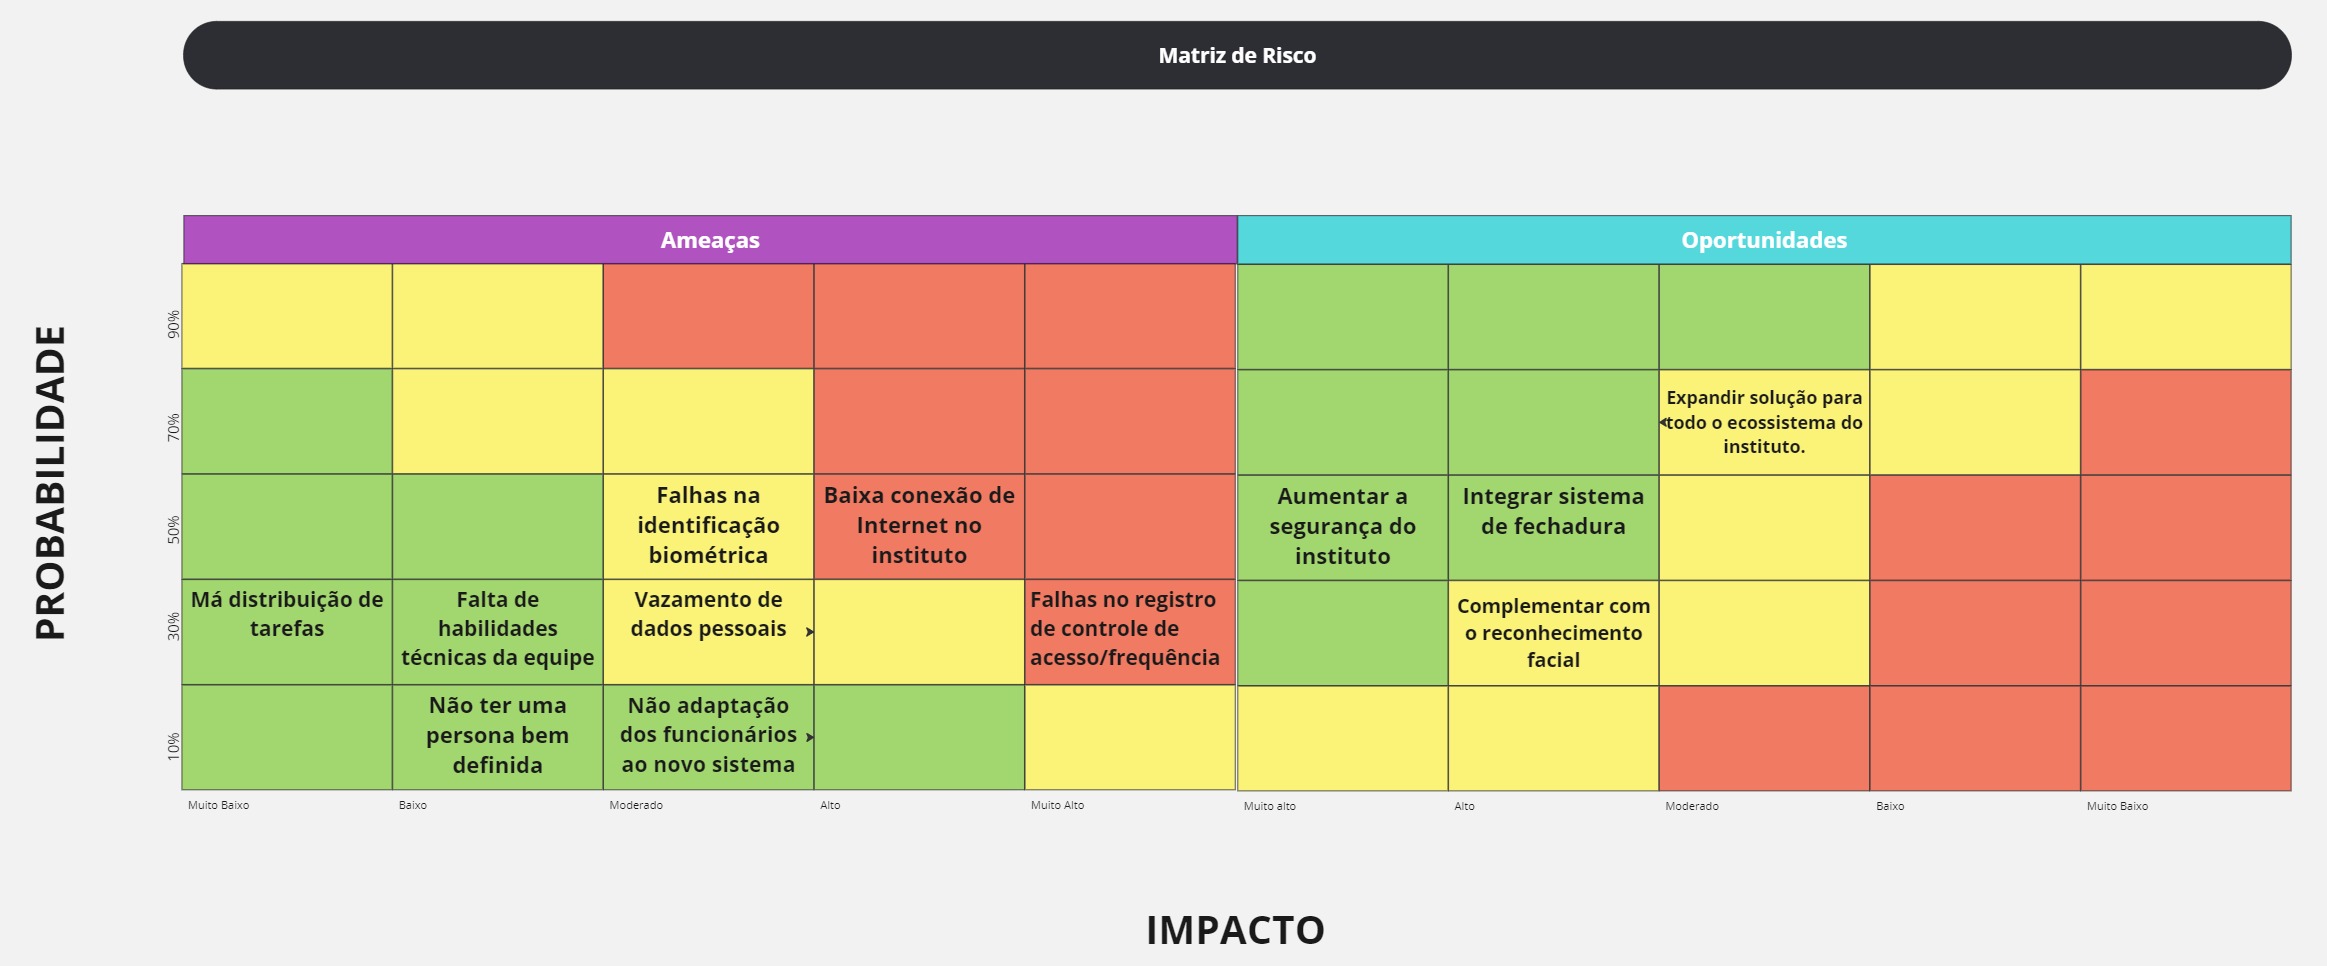 Matriz de Risco
Ameaças
Oportunidades
PROBABILIDADE
90%
70%
Expandir solução para
todo o ecossistema do
instituto.
50%
Falhas na
identificação
biométrica
Baixa conexão de
Internet no
instituto
Aumentar a
segurança do
instituto
Integrar sistema
de fechadura
30%
Má distribuição de
tarefas
Falta de
habilidades
técnicas da equipe
Vazamento de
dados pessoais
Falhas no registro
de controle de
acesso/frequência
Complementar com
o reconhecimento
facial
10%
Não ter uma
persona bem
definida
Não adaptação
dos funcionários
ao novo sistema
Muito Baixo
Baixo
Moderado
Alto
Muito Alto
Muito alto
Alto
Moderado
Baixo
Muito Baixo
IMPACTO